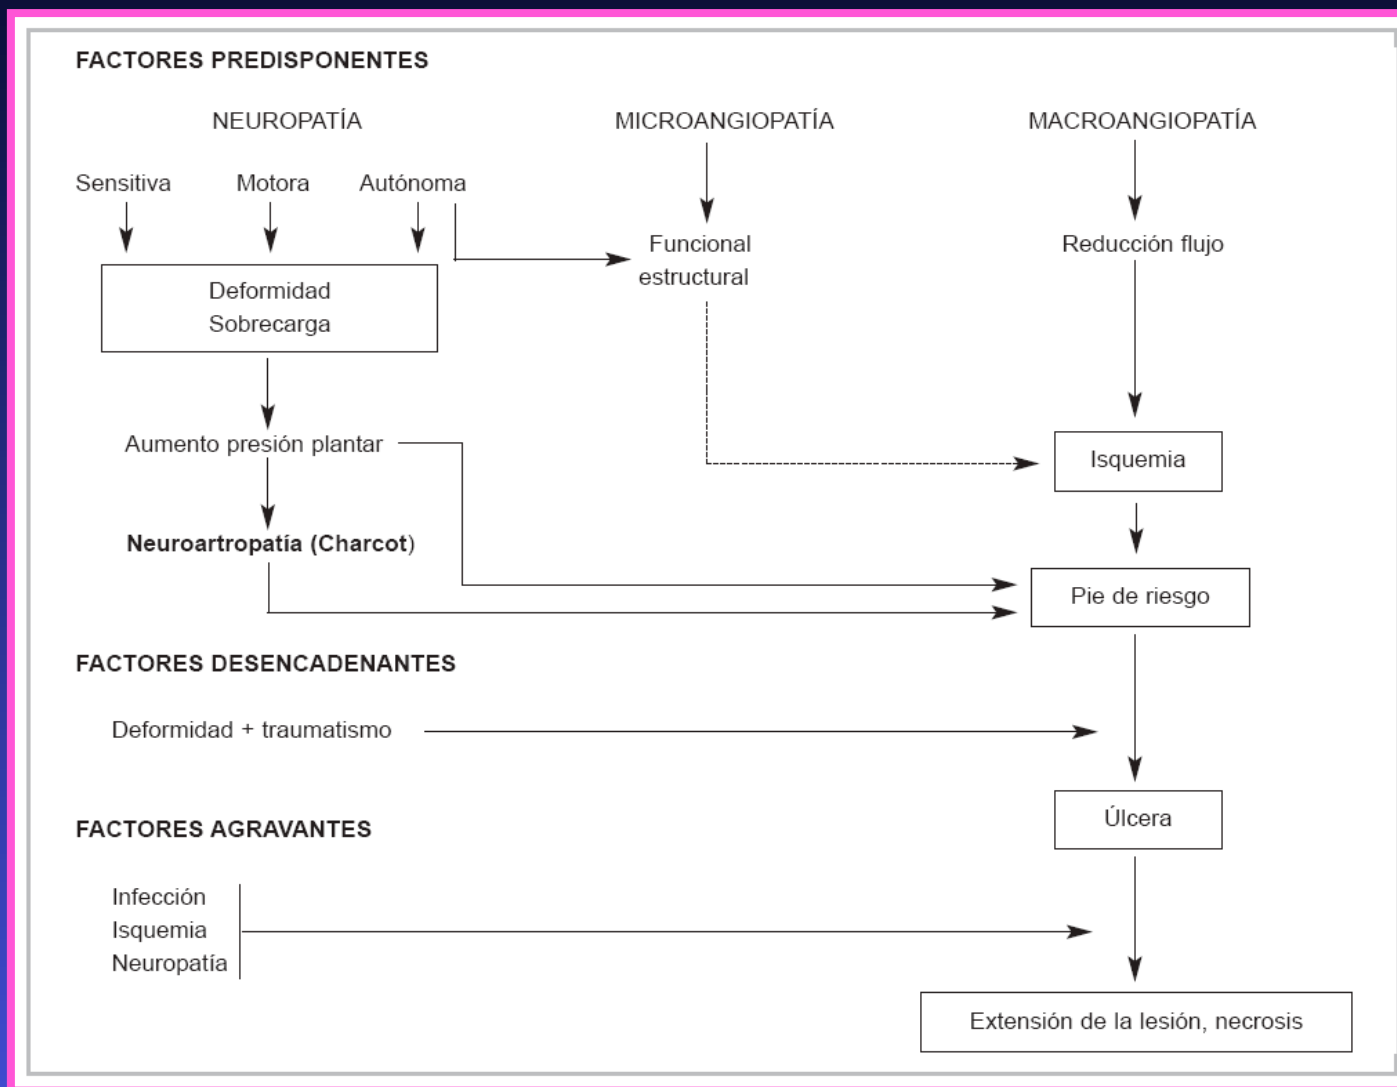 FACTORES PREDISPONENTES
NEUROPATÍA MICROANGIOPATÍA MACROANGIOPATÍA
Sensitiva Motora Autónoma
Funcional
estructural
Reducción flujo
Deformidad
Sobrecarga
Aumento presión plantar
Isquemia
Neuroartropatía (Charcot)
Pie de riesgo
FACTORES DESENCADENANTES
Deformidad + traumatismo
Úlcera
FACTORES AGRAVANTES
Infección
Isquemia
Neuropatía
Extensión de la lesión, necrosis